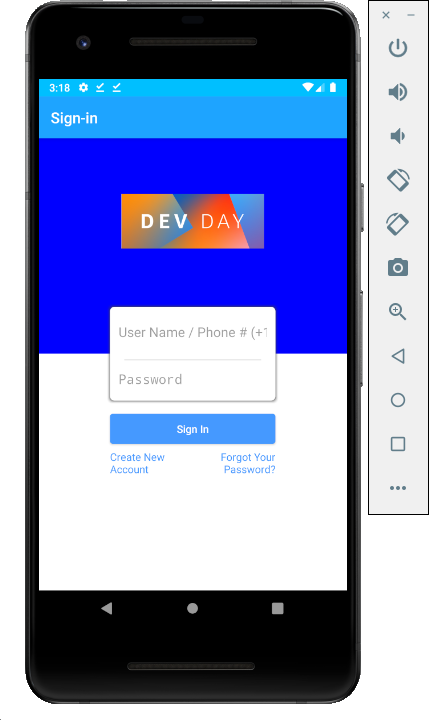 3:18
Sign-in
DEV DAY
User Name / Phone # (+1
Password
Sign In
Create New
Account
Forgot Your
Password?